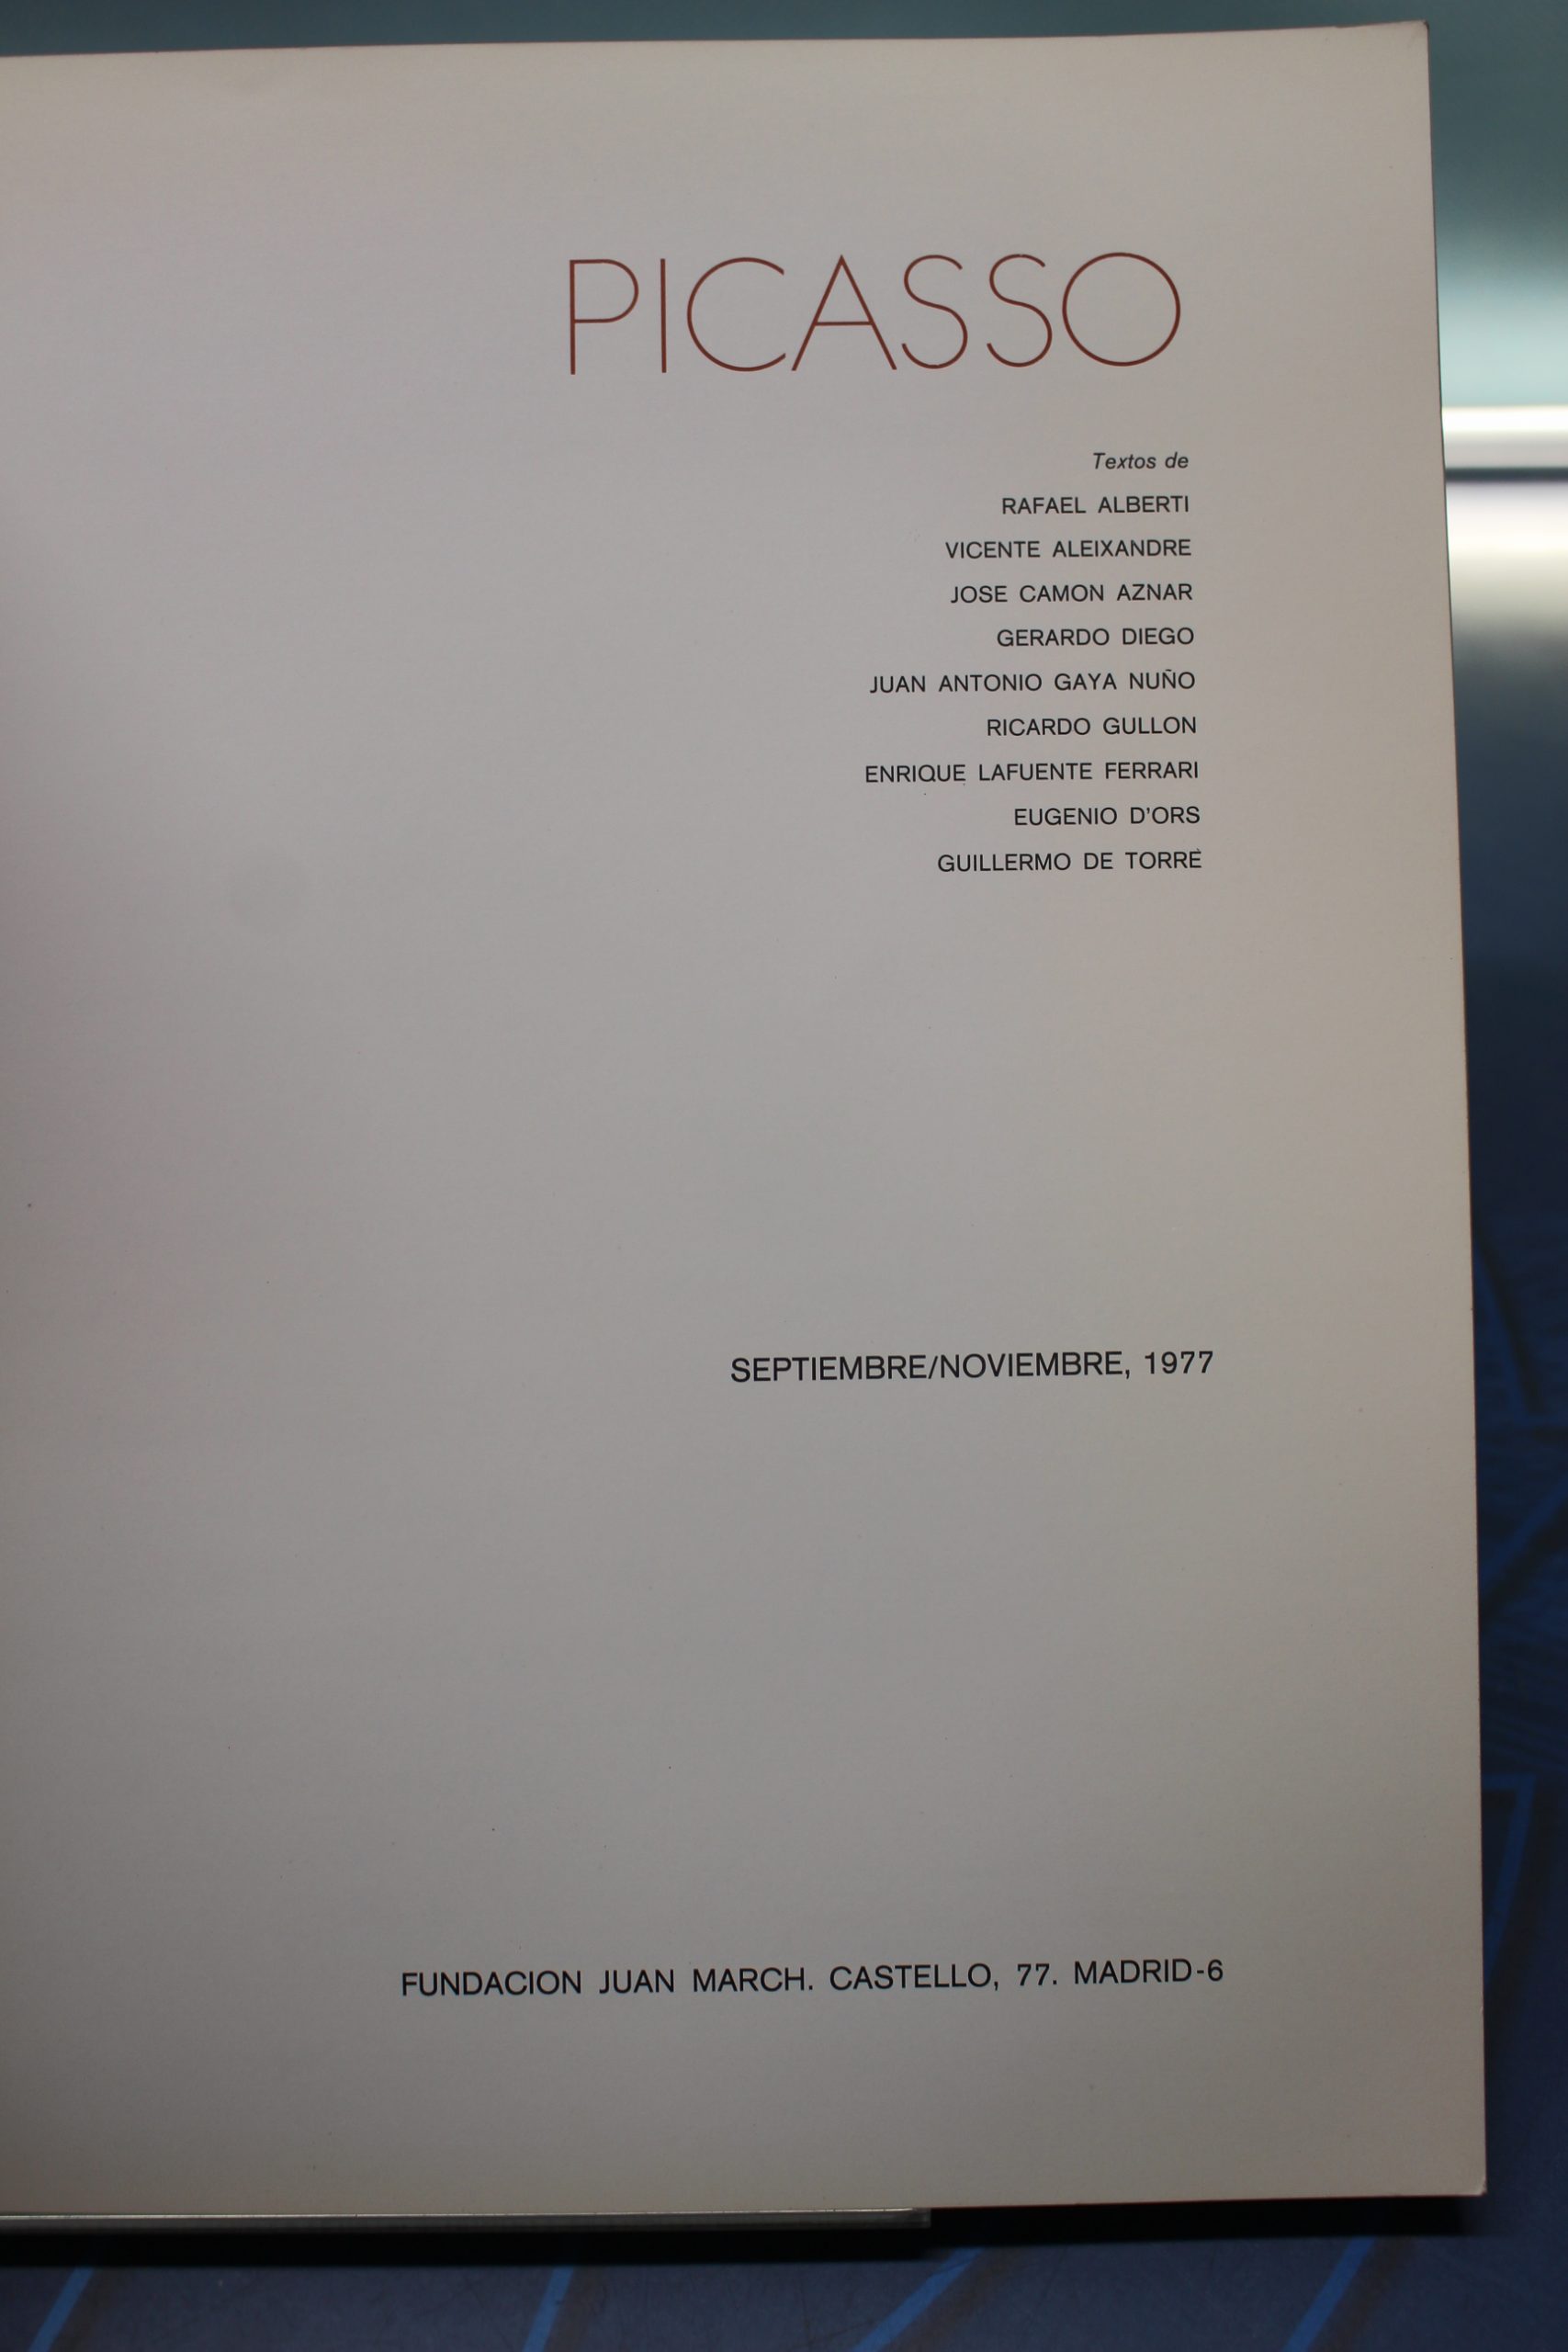 PICASSO
Textos de
RAFAEL ALBERTI
VICENTE ALEIXANDRE
JOSE CAMON AZNAR
GERARDO DIEGO
JUAN ANTONIO GAYA NUÑO
RICARDO GULLON
ENRIQUE LAFUENTE FERRARI
EUGENIO D'ORS
GUILLERMO DE TORRE
SEPTIEMBRE/NOVIEMBRE, 1977
FUNDACION JUAN MARCH. CASTELLO, 77. MADRID-6